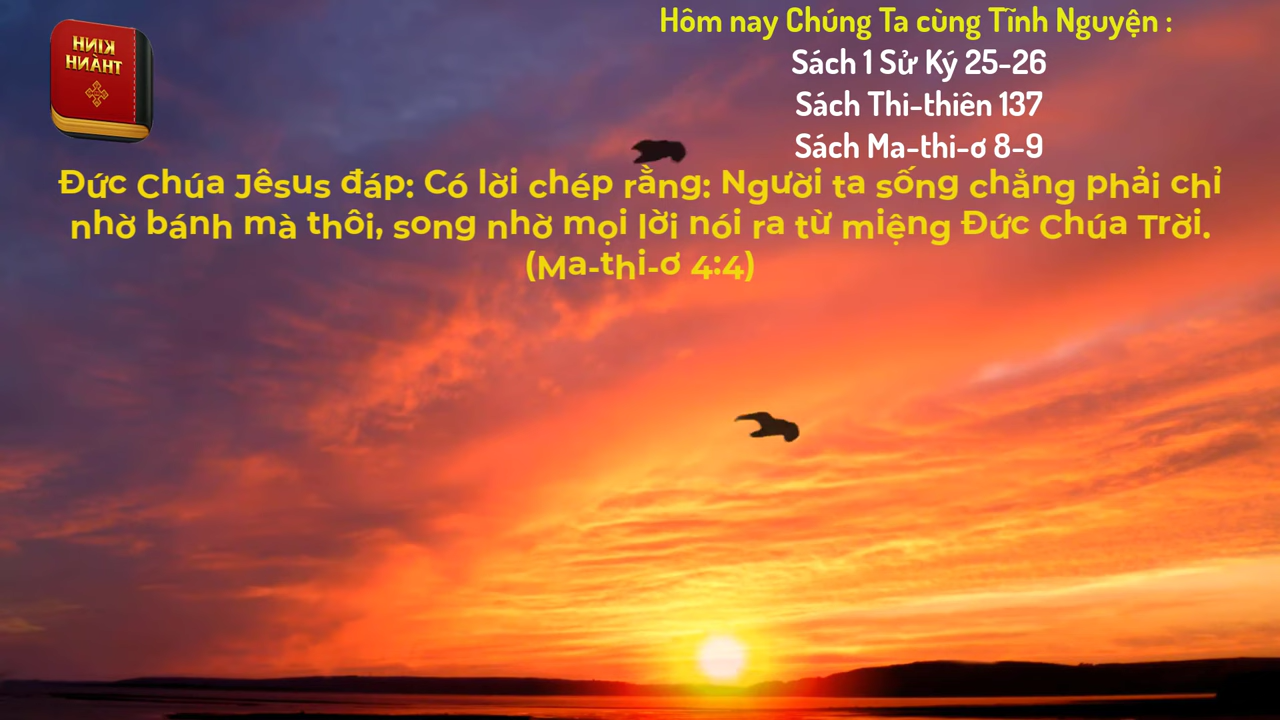 KINH
THÀNH
Hôm nay Chúng Ta cùng Tĩnh Nguyện :
Sách 1 Sử Ký 25-26
Sách Thi-thiên 137
Sách Ma-thi-ơ 8-9
Đức Chúa Jêsus đáp: Có lời chép rằng: Người ta sống chẳng phải chỉ
nhờ bánh mà thôi, song nhờ mọi lời nói ra từ miệng Đức Chúa Trời.
(Ma-thi-ơ 4:4)